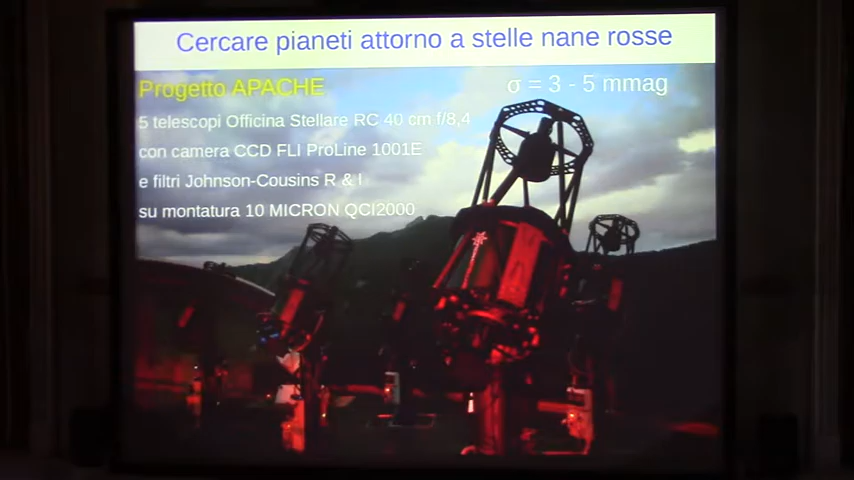 Cercare pianeti attorno a stelle nane rosse
Progetto APACHE
σ = 3 - 5 mmag
5 telescopi Officina Stellare RC 40 cm f/8,4
con camera CCD FLI ProLine 1001E
e filtri Johnson-Cousins R & I
su montatura 10 MICRON QCI2000